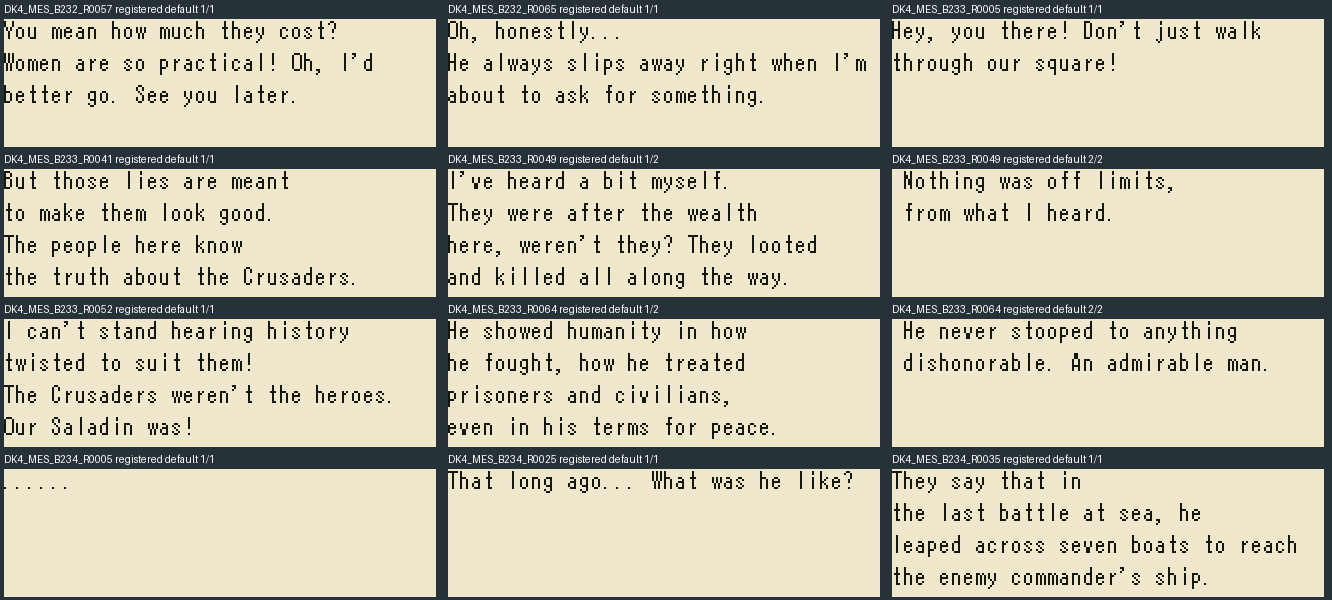 DK4_MES_B232_R0057 registered default 1/1
You mean how much they cost?
Women are so practical! Oh, I'd
better go. See you later.
DK4_MES_B232_R0065 registered default 1/1
Oh, honestly...
He always slips away right when I'm
about to ask for something.
DK4_MES_B233_R0005 registered default 1/1
Hey, you there! Don't just walk
through our square!
DK4_MES_B233_R0041 registered default 1/1
But those lies are meant
to make them look good.
The people here know
the truth about the Crusaders.
DK4_MES_B233_R0049 registered default 1/2
I've heard a bit myself.
They were after the wealth
here, weren't they? They looted
and killed all along the way.
DK4_MES_B233_R0049 registered default 2/2
Nothing was off limits,
from what I heard.
DK4_MES_B233_R0052 registered default 1/1
I can't stand hearing history
twisted to suit them!
The Crusaders weren't the heroes.
Our Saladin was!
DK4_MES_B233_R0064 registered default 1/2
He showed humanity in how
he fought, how he treated
prisoners and civilians,
even in his terms for peace.
DK4_MES_B233_R0064 registered default 2/2
He never stooped to anything
dishonorable. An admirable man.
DK4_MES_B234_R0005 registered default 1/1
......
DK4_MES_B234_R0025 registered default 1/1
That long ago... What was he like?
DK4_MES_B234_R0035 registered default 1/1
They say that in
the last battle at sea, he
leaped across seven boats to reach
the enemy commander's ship.